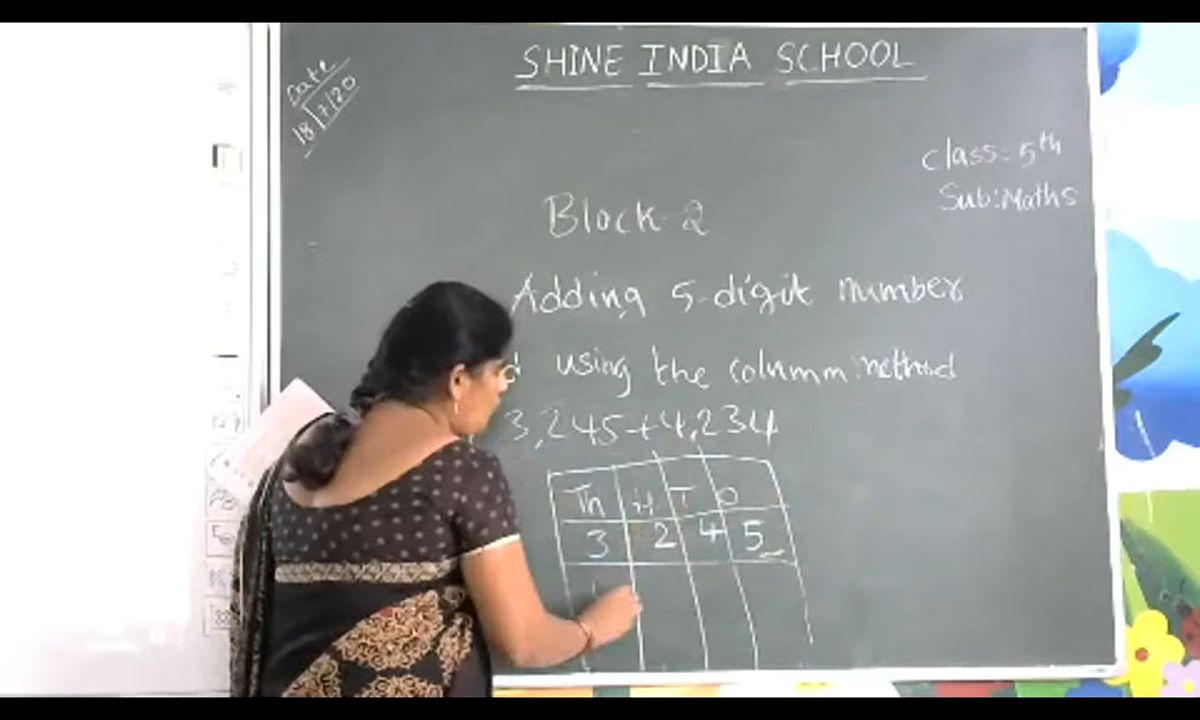 SHINE INDIA SCHOOL
Date
18/7/20
Class: 5th
Sub: Maths
Block-2
Adding 5-digit number
using the column method
3,245+4,234
Th H T O
3 2 4 5